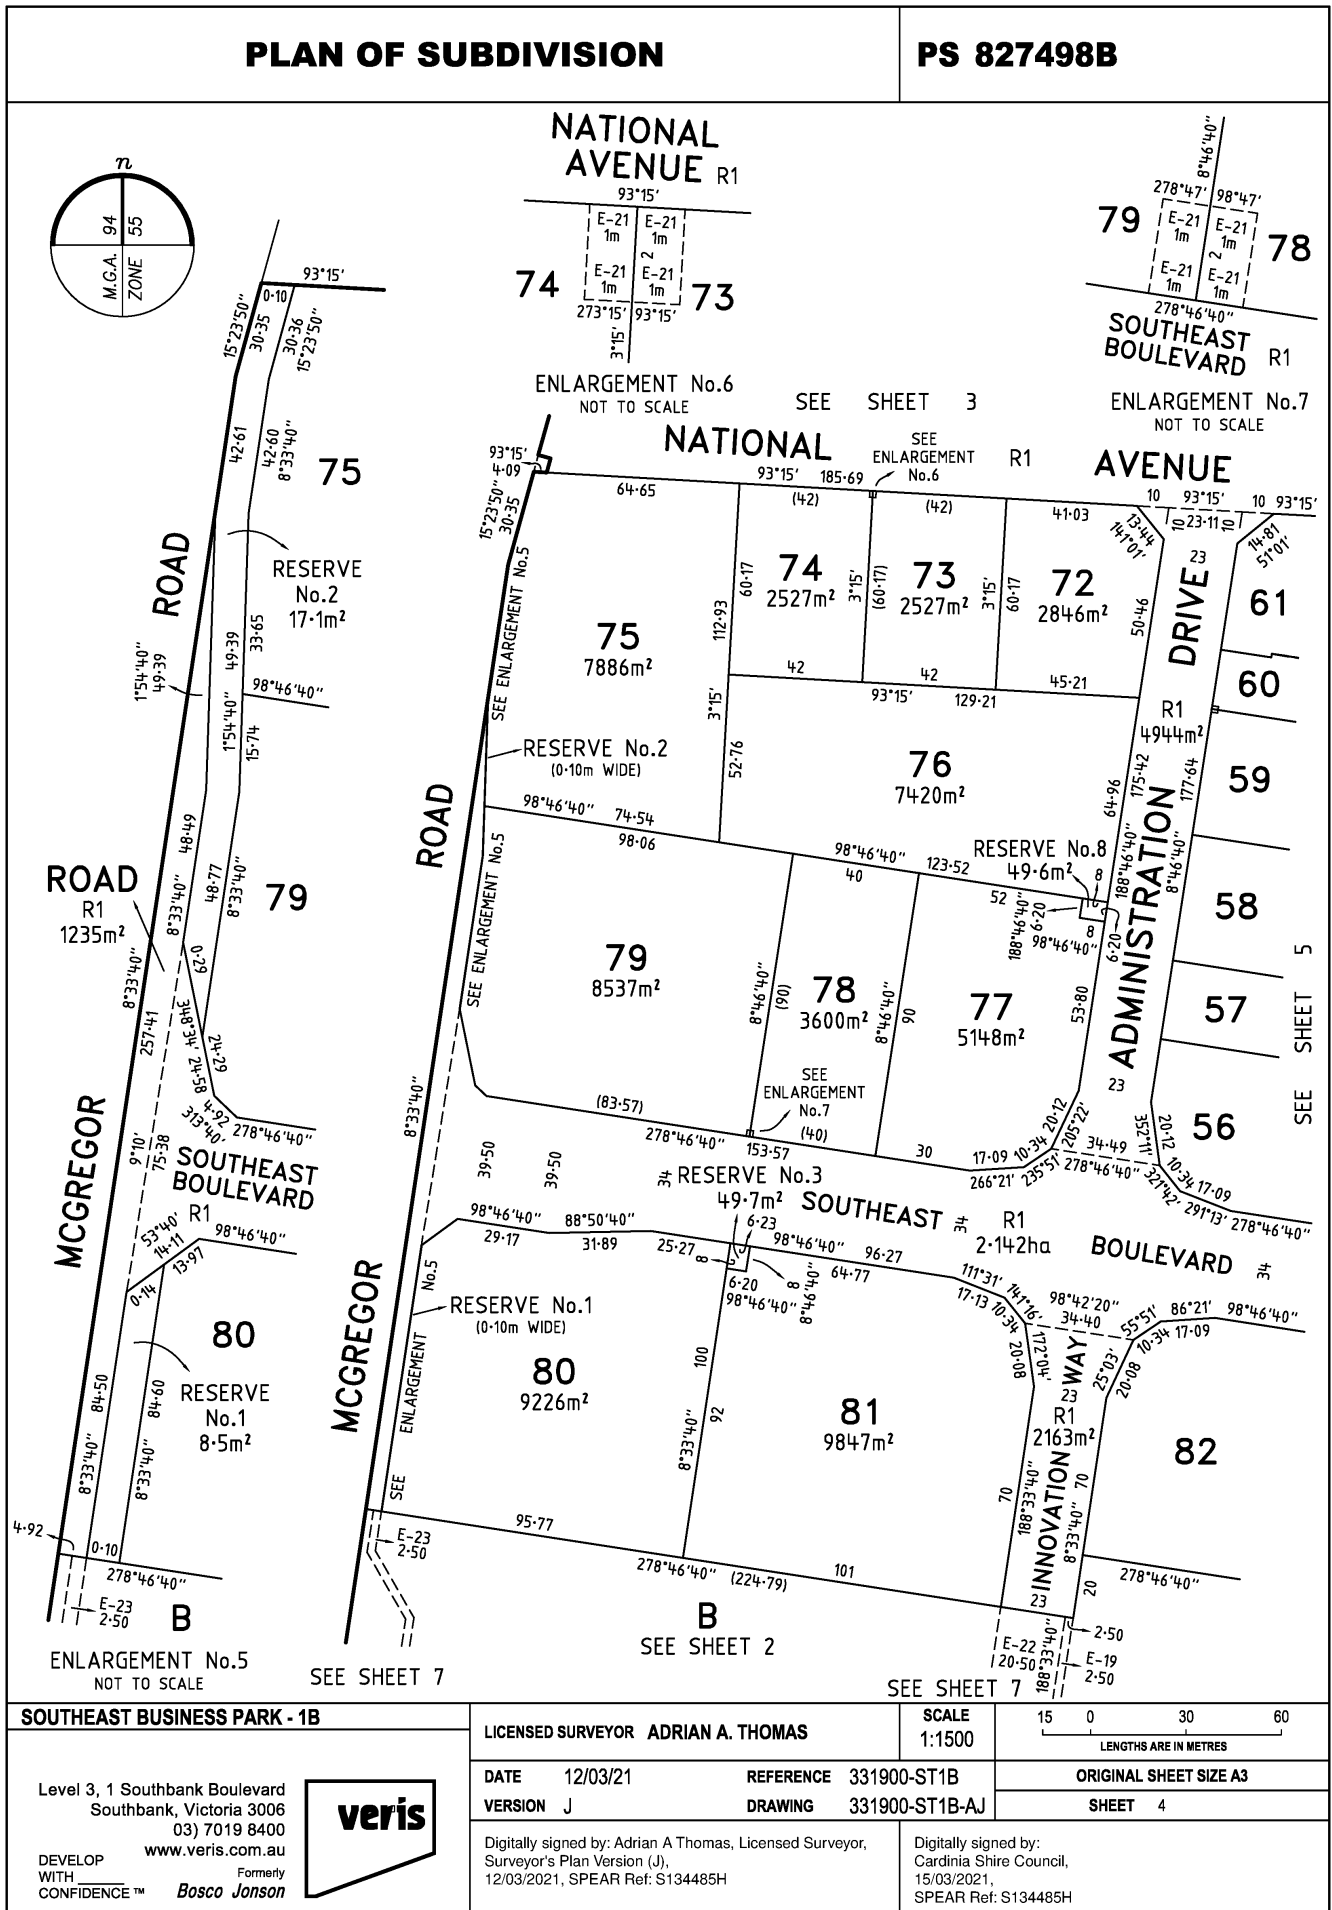 PLAN OF SUBDIVISION
PS 827498B
n
M.G.A. 94
ZONE 55
NATIONAL
AVENUE R1
93°15'
E-21
1m
E-21
1m
2
E-21
1m
E-21
1m
74
73
273°15' 93°15'
3°15'
ENLARGEMENT No.6
NOT TO SCALE
8°46'40"
278°47' 98°47'
79
E-21
1m
E-21
1m
2
E-21
1m
E-21
1m
78
278°46'40"
SOUTHEAST
BOULEVARD R1
ENLARGEMENT No.7
NOT TO SCALE
93°15'
0·10
15°23'50"
30·35
30·36
15°23'50"
42·61
42·60
8°33'40"
75
ROAD
RESERVE
No.2
17·1m²
1°54'40"
49·39
49·39
33·65
98°46'40"
1°54'40"
15·74
48·49
8°33'40"
48·77
8°33'40"
79
ROAD
R1
1235m²
0·29
8°33'40"
257·41
348°34'
24·58
24·29
4·92
313°40'
278°46'40"
9°10'
75·38
SOUTHEAST
BOULEVARD
R1
MCGREGOR
53°40'
14·11
13·97
98°46'40"
0·14
80
RESERVE
No.1
8·5m²
84·50
8°33'40"
84·60
8°33'40"
4·92
0·10
278°46'40"
E-23
2·50
B
ENLARGEMENT No.5
NOT TO SCALE
SEE SHEET 3
NATIONAL
R1
AVENUE
SEE
ENLARGEMENT
No.6
93°15'
4·09
93°15' 185·69
64·65
(42)
(42)
41·03
10 93°15' 10 93°15'
10 23·11 10
13·44
141°01'
14·81
51°01'
23
15°23'50"
30·35
SEE ENLARGEMENT No.5
75
7886m²
112·93
60·17
74
2527m²
3°15'
(60·17)
73
2527m²
3°15'
60·17
72
2846m²
50·46
DRIVE
61
60
42
42
45·21
93°15' 129·21
3°15'
52·76
RESERVE No.2
(0·10m WIDE)
76
7420m²
R1
4944m²
64·96
175·42
177·64
59
ROAD
98°46'40" 74·54
98·06
98°46'40" 123·52
40
52
RESERVE No.8
49·6m²
8
188°46'40"
8°46'40"
ADMINISTRATION
58
SEE ENLARGEMENT No.5
79
8537m²
188°46'40"
6·20
8
98°46'40"
6·20
8°46'40"
(90)
78
3600m²
8°46'40"
90
77
5148m²
53·80
57
SEE SHEET 5
23
SEE
ENLARGEMENT
No.7
(83·57)
(40)
8°33'40"
278°46'40" 153·57
30
17·09
266°21'
10·34
235°51'
20·12
205°22'
34·49
278°46'40"
352°11'
20·12
56
10·34
321°42'
17·09
291°13'
278°46'40"
39·50
39·50
34
RESERVE No.3
49·7m²
SOUTHEAST
34
R1
2·142ha
BOULEVARD
34
98°46'40"
29·17
88°50'40"
31·89
25·27
6·23
8
98°46'40" 96·27
64·77
6·20
98°46'40"
8
8°46'40"
111°31'
17·13
141°16'
10·34
98°42'20"
34·40
55°51'
10·34
86°21'
17·09
98°46'40"
No.5
RESERVE No.1
(0·10m WIDE)
MCGREGOR
SEE ENLARGEMENT
80
9226m²
100
92
8°33'40"
81
9847m²
20·08
172°04'
WAY
23
25°03'
20·08
R1
2163m²
INNOVATION
82
70
188°33'40"
8°33'40"
70
95·77
E-23
2·50
278°46'40" (224·79)
101
23
20
278°46'40"
B
SEE SHEET 2
E-22
20·50
188°33'40"
2·50
E-19
2·50
SEE SHEET 7
SEE SHEET 7
SOUTHEAST BUSINESS PARK - 1B
LICENSED SURVEYOR ADRIAN A. THOMAS
SCALE
1:1500
15 0 30 60
LENGTHS ARE IN METRES
Level 3, 1 Southbank Boulevard
Southbank, Victoria 3006
03) 7019 8400
www.veris.com.au
DEVELOP
WITH
CONFIDENCE ™
Formerly
Bosco Jonson
veris
DATE 12/03/21
REFERENCE 331900-ST1B
ORIGINAL SHEET SIZE A3
VERSION J
DRAWING 331900-ST1B-AJ
SHEET 4
Digitally signed by: Adrian A Thomas, Licensed Surveyor,
Surveyor's Plan Version (J),
12/03/2021, SPEAR Ref: S134485H
Digitally signed by:
Cardinia Shire Council,
15/03/2021,
SPEAR Ref: S134485H